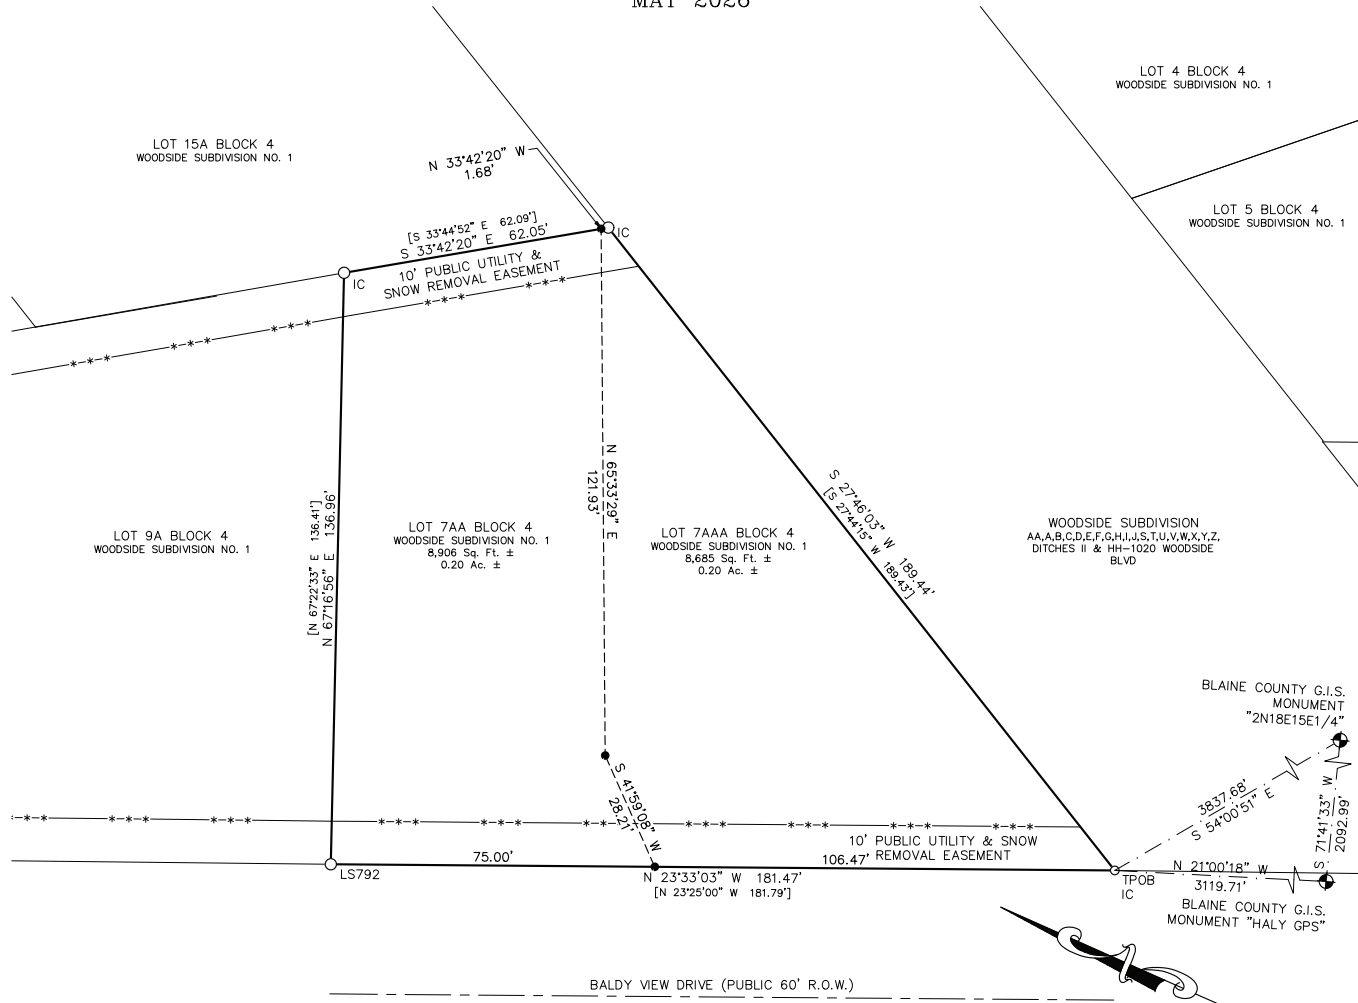 MAY 2026
LOT 4 BLOCK 4
WOODSIDE SUBDIVISION NO. 1
LOT 15A BLOCK 4
WOODSIDE SUBDIVISION NO. 1
N 33°42'20" W
1.68'
LOT 5 BLOCK 4
WOODSIDE SUBDIVISION NO. 1
[S 33°44'52" E 62.09']
S 33°42'20" E 62.05'
IC
10' PUBLIC UTILITY &
SNOW REMOVAL EASEMENT
IC
N 65°33'29" E
121.93'
S 27°46'03" W 189.44'
[S 27°44'15" W 189.43']
[N 67°22'33" E 136.41']
N 67°16'56" E 136.96'
LOT 9A BLOCK 4
WOODSIDE SUBDIVISION NO. 1
LOT 7AA BLOCK 4
WOODSIDE SUBDIVISION NO. 1
8,906 Sq. Ft. ±
0.20 Ac. ±
LOT 7AAA BLOCK 4
WOODSIDE SUBDIVISION NO. 1
8,685 Sq. Ft. ±
0.20 Ac. ±
WOODSIDE SUBDIVISION
AA,A,B,C,D,E,F,G,H,I,J,S,T,U,V,W,X,Y,Z,
DITCHES II & HH-1020 WOODSIDE
BLVD
BLAINE COUNTY G.I.S.
MONUMENT
"2N18E15E1/4"
S 41°59'08" W
28.21'
3837.68'
S 54°00'51" E
S 71°41'33" W
2092.99'
10' PUBLIC UTILITY & SNOW
REMOVAL EASEMENT
75.00'
106.47'
LS792
N 23°33'03" W 181.47'
[N 23°25'00" W 181.79']
TPOB
IC
N 21°00'18" W
3119.71'
BLAINE COUNTY G.I.S.
MONUMENT "HALY GPS"
BALDY VIEW DRIVE (PUBLIC 60' R.O.W.)